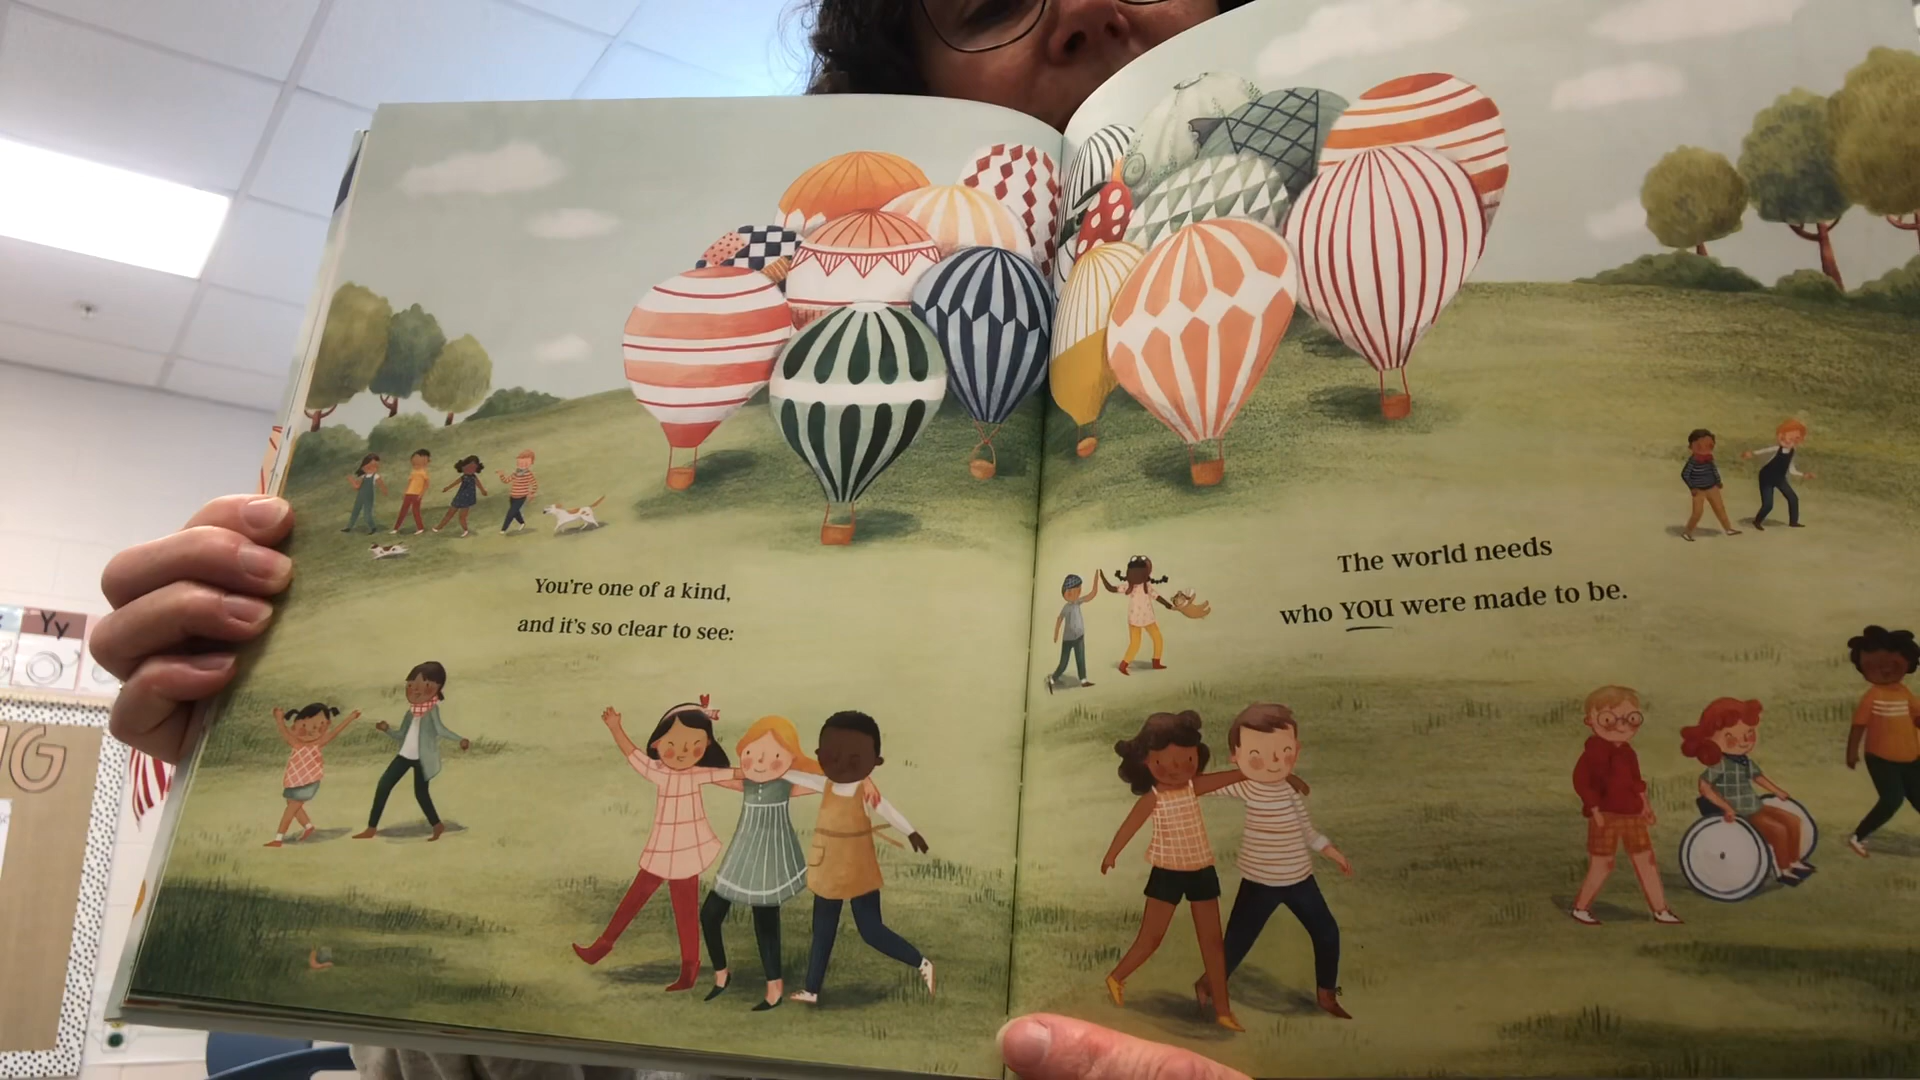 You're one of a kind,
and it's so clear to see:
The world needs
who YOU were made to be.
Yy
G